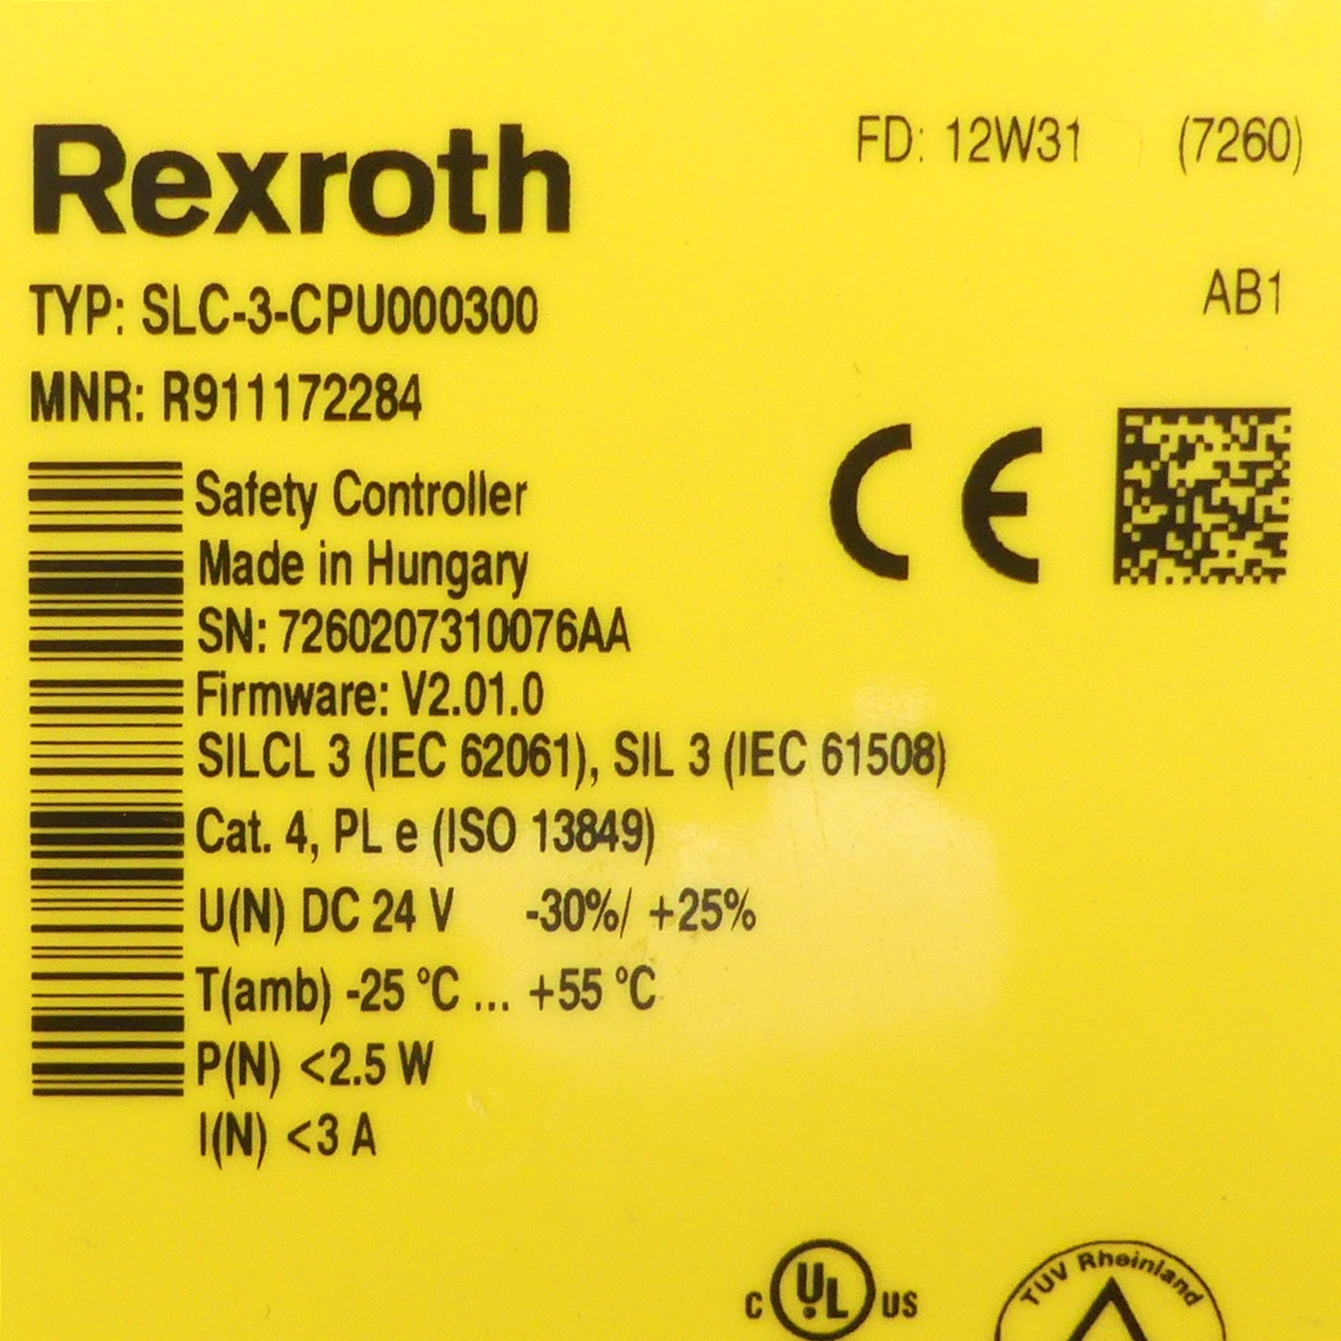 Rexroth
FD: 12W31 (7260)
TYP: SLC-3-CPU000300
AB1
MNR: R911172284
CE
Safety Controller
Made in Hungary
SN: 7260207310076AA
Firmware: V2.01.0
SILCL 3 (IEC 62061), SIL 3 (IEC 61508)
Cat. 4, PL e (ISO 13849)
U(N) DC 24 V -30%/ +25%
T(amb) -25 °C ... +55 °C
P(N) <2.5 W
I(N) <3 A
C UL US
TÜV Rheinland